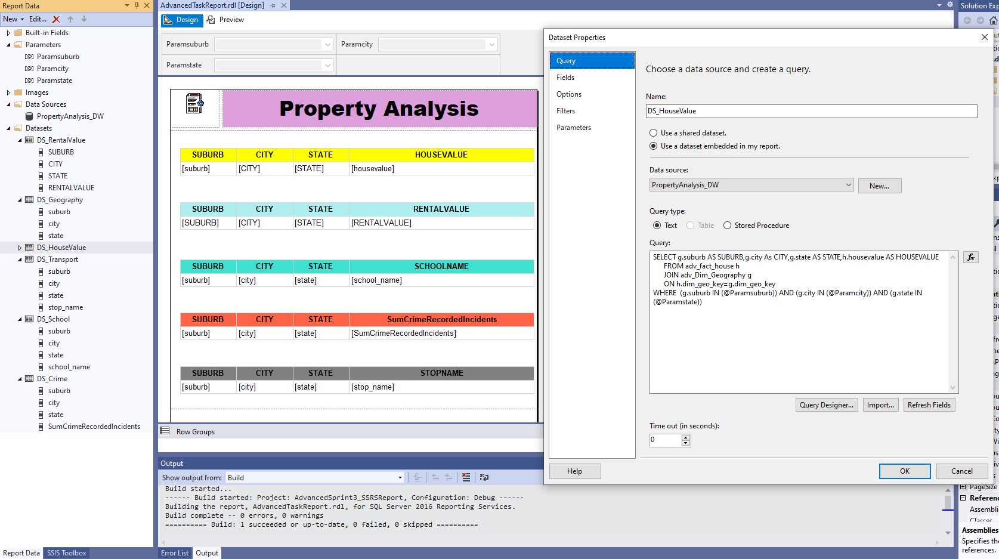 Report Data
New
Edit...
Built-in Fields
Parameters
Paramsuburb
Paramcity
Paramstate
Images
Data Sources
PropertyAnalysis_DW
Datasets
DS_RentalValue
SUBURB
CITY
STATE
RENTALVALUE
DS_Geography
suburb
city
state
DS_HouseValue
DS_Transport
suburb
city
state
stop_name
DS_School
suburb
city
state
school_name
DS_Crime
suburb
city
state
SumCrimeRecordedIncidents
Report Data SSIS Toolbox
AdvancedTaskReport.rdl [Design]
Design Preview
Paramsuburb Paramcity
Paramstate
Property Analysis
SUBURB CITY STATE HOUSEVALUE
[suburb] [CITY] [STATE] [housevalue]
SUBURB CITY STATE RENTALVALUE
[SUBURB] [CITY] [STATE] [RENTALVALUE]
SUBURB CITY STATE SCHOOLNAME
[suburb] [city] [state] [school_name]
SUBURB CITY STATE SumCrimeRecordedIncidents
[suburb] [city] [state] [SumCrimeRecordedIncidents]
SUBURB CITY STATE STOPNAME
[suburb] [city] [state] [stop_name]
Row Groups
Output
Show output from: Build
Build started...
------ Build started: Project: AdvancedSprint3_SSRSReport, Configuration: Debug ------
Building the report, AdvancedTaskReport.rdl, for SQL Server 2016 Reporting Services.
Build complete -- 0 errors, 0 warnings
========== Build: 1 succeeded or up-to-date, 0 failed, 0 skipped ==========
Error List Output
Dataset Properties
Query
Fields
Options
Filters
Parameters
Choose a data source and create a query.
Name:
DS_HouseValue
Use a shared dataset.
Use a dataset embedded in my report.
Data source:
PropertyAnalysis_DW New...
Query type:
Text Table Stored Procedure
Query:
SELECT g.suburb AS SUBURB,g.city As CITY,g.state AS STATE,h.housevalue AS HOUSEVALUE
FROM adv_fact_house h
JOIN adv_Dim_Geography g
ON h.dim_geo_key=g.dim_geo_key
WHERE (g.suburb IN (@Paramsuburb)) AND (g.city IN (@Paramcity)) AND (g.state IN
(@Paramstate))
fx
Query Designer... Import... Refresh Fields
Time out (in seconds):
0
Help OK Cancel
Solution Exp
PageSize
Referenc
Assembli
Classes
Assemblies
Specifies the
references.